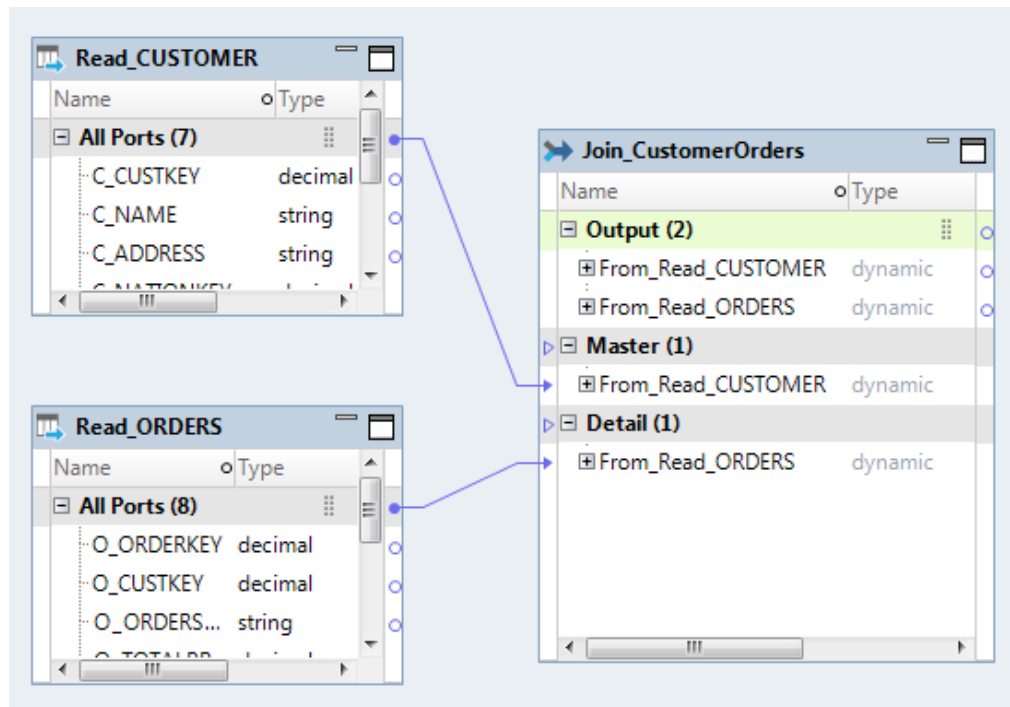 Read_CUSTOMER
Name Type
All Ports (7)
C_CUSTKEY decimal
C_NAME string
C_ADDRESS string
C_NATIONKEY
Read_ORDERS
Name Type
All Ports (8)
O_ORDERKEY decimal
O_CUSTKEY decimal
O_ORDERS... string
Join_CustomerOrders
Name Type
Output (2)
From_Read_CUSTOMER dynamic
From_Read_ORDERS dynamic
Master (1)
From_Read_CUSTOMER dynamic
Detail (1)
From_Read_ORDERS dynamic